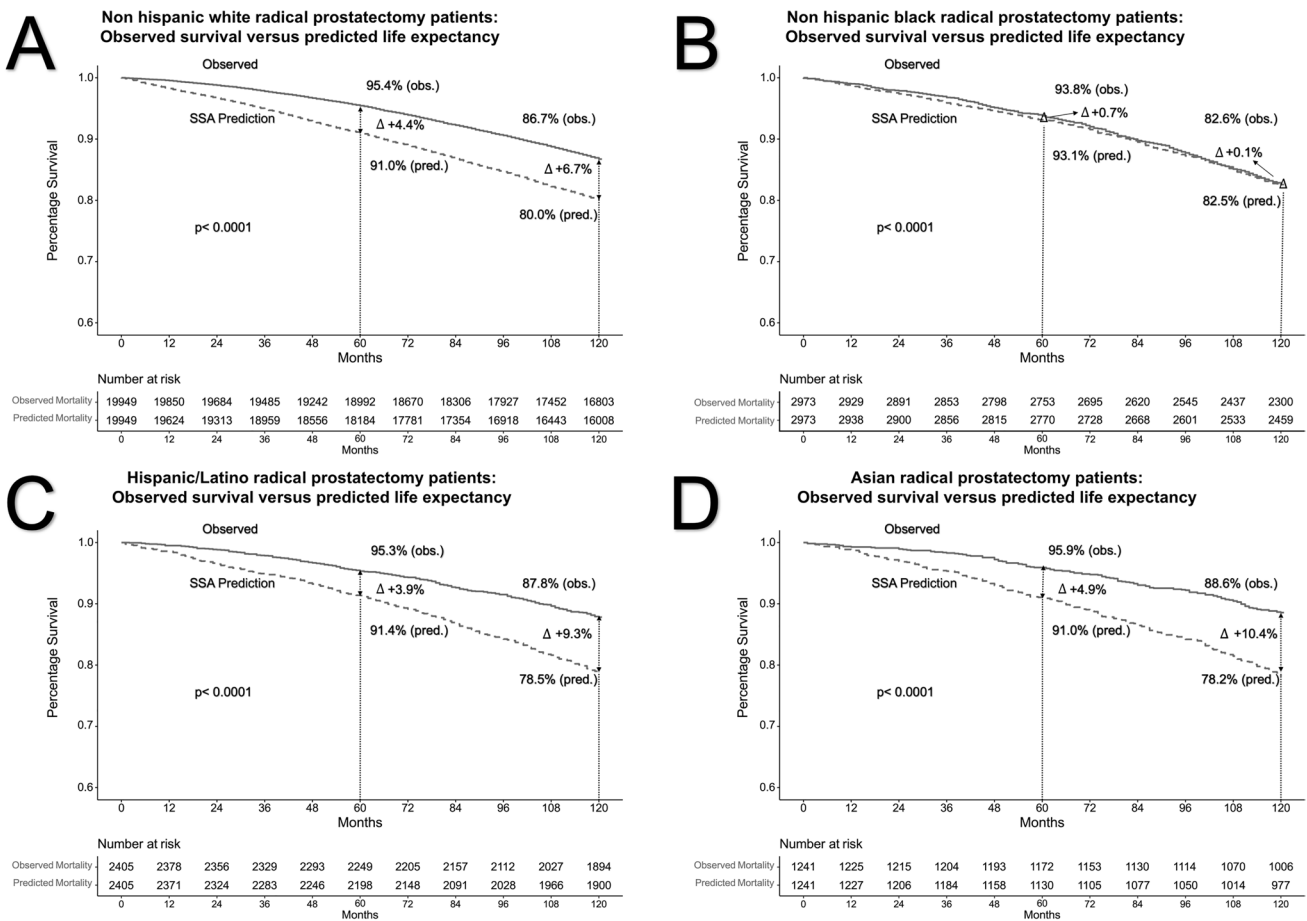 A
Non hispanic white radical prostatectomy patients:
Observed survival versus predicted life expectancy
Percentage Survival
1.0
0.9
0.8
0.7
0.6
Observed
SSA Prediction
95.4% (obs.)
Δ +4.4%
91.0% (pred.)
86.7% (obs.)
Δ +6.7%
80.0% (pred.)
p< 0.0001
0 12 24 36 48 60 72 84 96 108 120
Months
Number at risk
Observed Mortality 19949 19850 19684 19485 19242 18992 18670 18306 17927 17452 16803
Predicted Mortality 19949 19624 19313 18959 18556 18184 17781 17354 16918 16443 16008
0 12 24 36 48 60 72 84 96 108 120
Months
B
Non hispanic black radical prostatectomy patients:
Observed survival versus predicted life expectancy
Percentage Survival
1.0
0.9
0.8
0.7
0.6
Observed
SSA Prediction
93.8% (obs.)
Δ +0.7%
93.1% (pred.)
82.6% (obs.)
Δ +0.1%
82.5% (pred.)
Δ
Δ
p< 0.0001
0 12 24 36 48 60 72 84 96 108 120
Months
Number at risk
Observed Mortality 2973 2929 2891 2853 2798 2753 2695 2620 2545 2437 2300
Predicted Mortality 2973 2938 2900 2856 2815 2770 2728 2668 2601 2533 2459
0 12 24 36 48 60 72 84 96 108 120
Months
C
Hispanic/Latino radical prostatectomy patients:
Observed survival versus predicted life expectancy
Percentage Survival
1.0
0.9
0.8
0.7
0.6
Observed
SSA Prediction
95.3% (obs.)
Δ +3.9%
91.4% (pred.)
87.8% (obs.)
Δ +9.3%
78.5% (pred.)
p< 0.0001
0 12 24 36 48 60 72 84 96 108 120
Months
Number at risk
Observed Mortality 2405 2378 2356 2329 2293 2249 2205 2157 2112 2027 1894
Predicted Mortality 2405 2371 2324 2283 2246 2198 2148 2091 2028 1966 1900
0 12 24 36 48 60 72 84 96 108 120
Months
D
Asian radical prostatectomy patients:
Observed survival versus predicted life expectancy
Percentage Survival
1.0
0.9
0.8
0.7
0.6
Observed
SSA Prediction
95.9% (obs.)
Δ +4.9%
91.0% (pred.)
88.6% (obs.)
Δ +10.4%
78.2% (pred.)
p< 0.0001
0 12 24 36 48 60 72 84 96 108 120
Months
Number at risk
Observed Mortality 1241 1225 1215 1204 1193 1172 1153 1130 1114 1070 1006
Predicted Mortality 1241 1227 1206 1184 1158 1130 1105 1077 1050 1014 977
0 12 24 36 48 60 72 84 96 108 120
Months